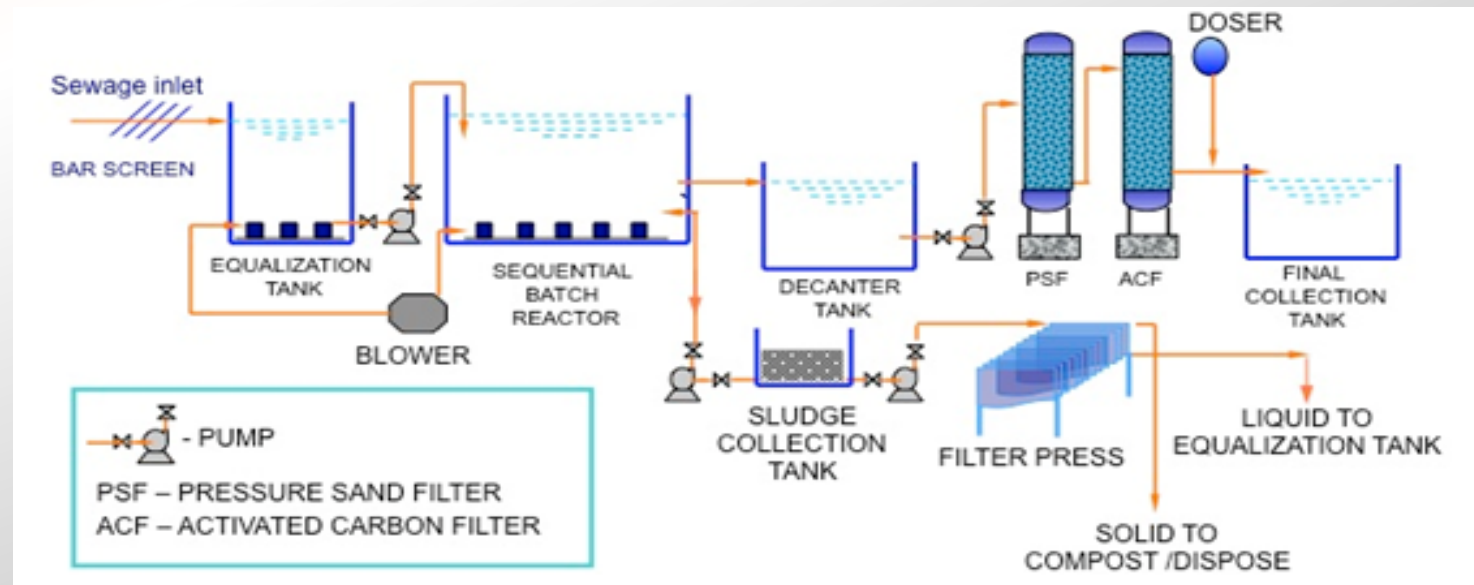 DOSER
Sewage inlet
BAR SCREEN
EQUALIZATION
TANK
SEQUENTIAL
BATCH
REACTOR
DECANTER
TANK
PSF
ACF
FINAL
COLLECTION
TANK
BLOWER
SLUDGE
COLLECTION
TANK
FILTER PRESS
LIQUID TO
EQUALIZATION TANK
SOLID TO
COMPOST /DISPOSE
- PUMP
PSF – PRESSURE SAND FILTER
ACF – ACTIVATED CARBON FILTER